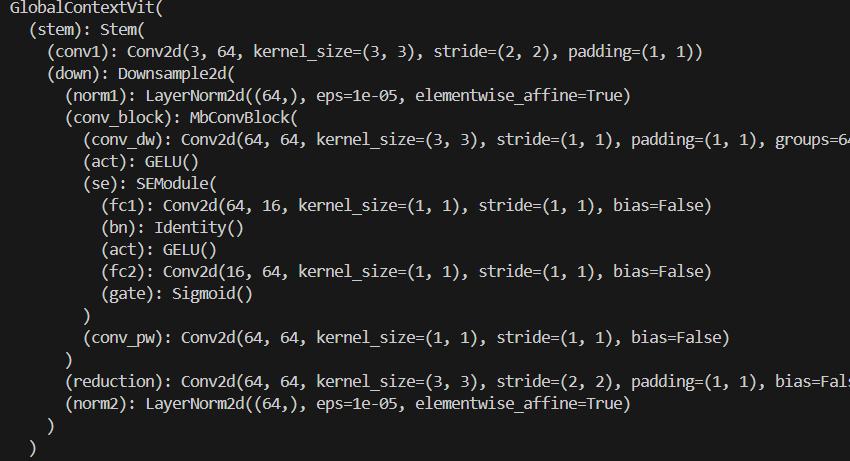 GlobalContextVit(
  (stem): Stem(
    (conv1): Conv2d(3, 64, kernel_size=(3, 3), stride=(2, 2), padding=(1, 1))
    (down): Downsample2d(
      (norm1): LayerNorm2d((64,), eps=1e-05, elementwise_affine=True)
      (conv_block): MbConvBlock(
        (conv_dw): Conv2d(64, 64, kernel_size=(3, 3), stride=(1, 1), padding=(1, 1), groups=64
        (act): GELU()
        (se): SEModule(
          (fc1): Conv2d(64, 16, kernel_size=(1, 1), stride=(1, 1), bias=False)
          (bn): Identity()
          (act): GELU()
          (fc2): Conv2d(16, 64, kernel_size=(1, 1), stride=(1, 1), bias=False)
          (gate): Sigmoid()
        )
        (conv_pw): Conv2d(64, 64, kernel_size=(1, 1), stride=(1, 1), bias=False)
      )
      (reduction): Conv2d(64, 64, kernel_size=(3, 3), stride=(2, 2), padding=(1, 1), bias=Fals
      (norm2): LayerNorm2d((64,), eps=1e-05, elementwise_affine=True)
    )
  )